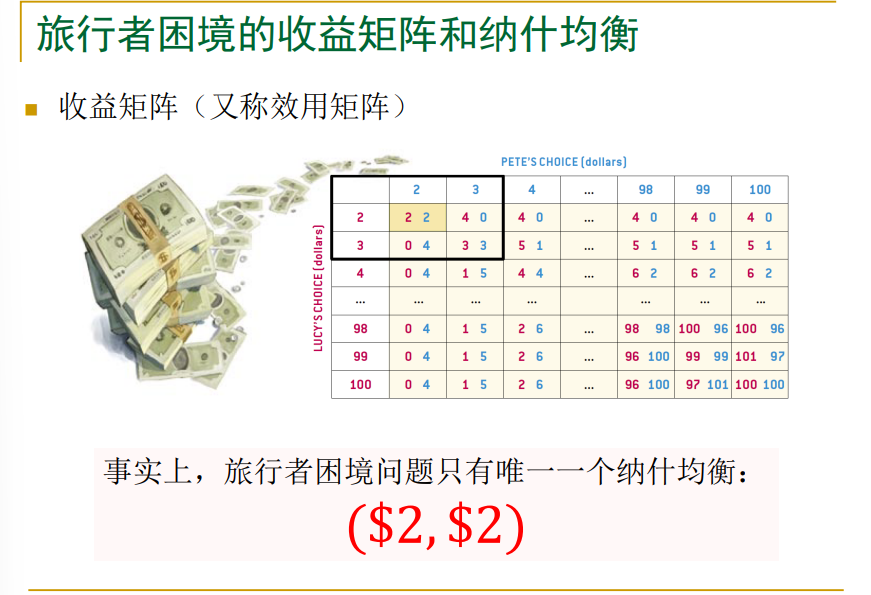 旅行者困境的收益矩阵和纳什均衡
收益矩阵（又称效用矩阵）
PETE'S CHOICE (dollars)
LUCY'S CHOICE (dollars)
2 3 4 ... 98 99 100
2 2 2 4 0 4 0 ... 4 0 4 0 4 0
3 0 4 3 3 5 1 ... 5 1 5 1 5 1
4 0 4 1 5 4 4 ... 6 2 6 2 6 2
... ... ... ... ... ... ...
98 0 4 1 5 2 6 ... 98 98 100 96 100 96
99 0 4 1 5 2 6 ... 96 100 99 99 101 97
100 0 4 1 5 2 6 ... 96 100 97 101 100 100
事实上，旅行者困境问题只有唯一一个纳什均衡：
($2, $2)